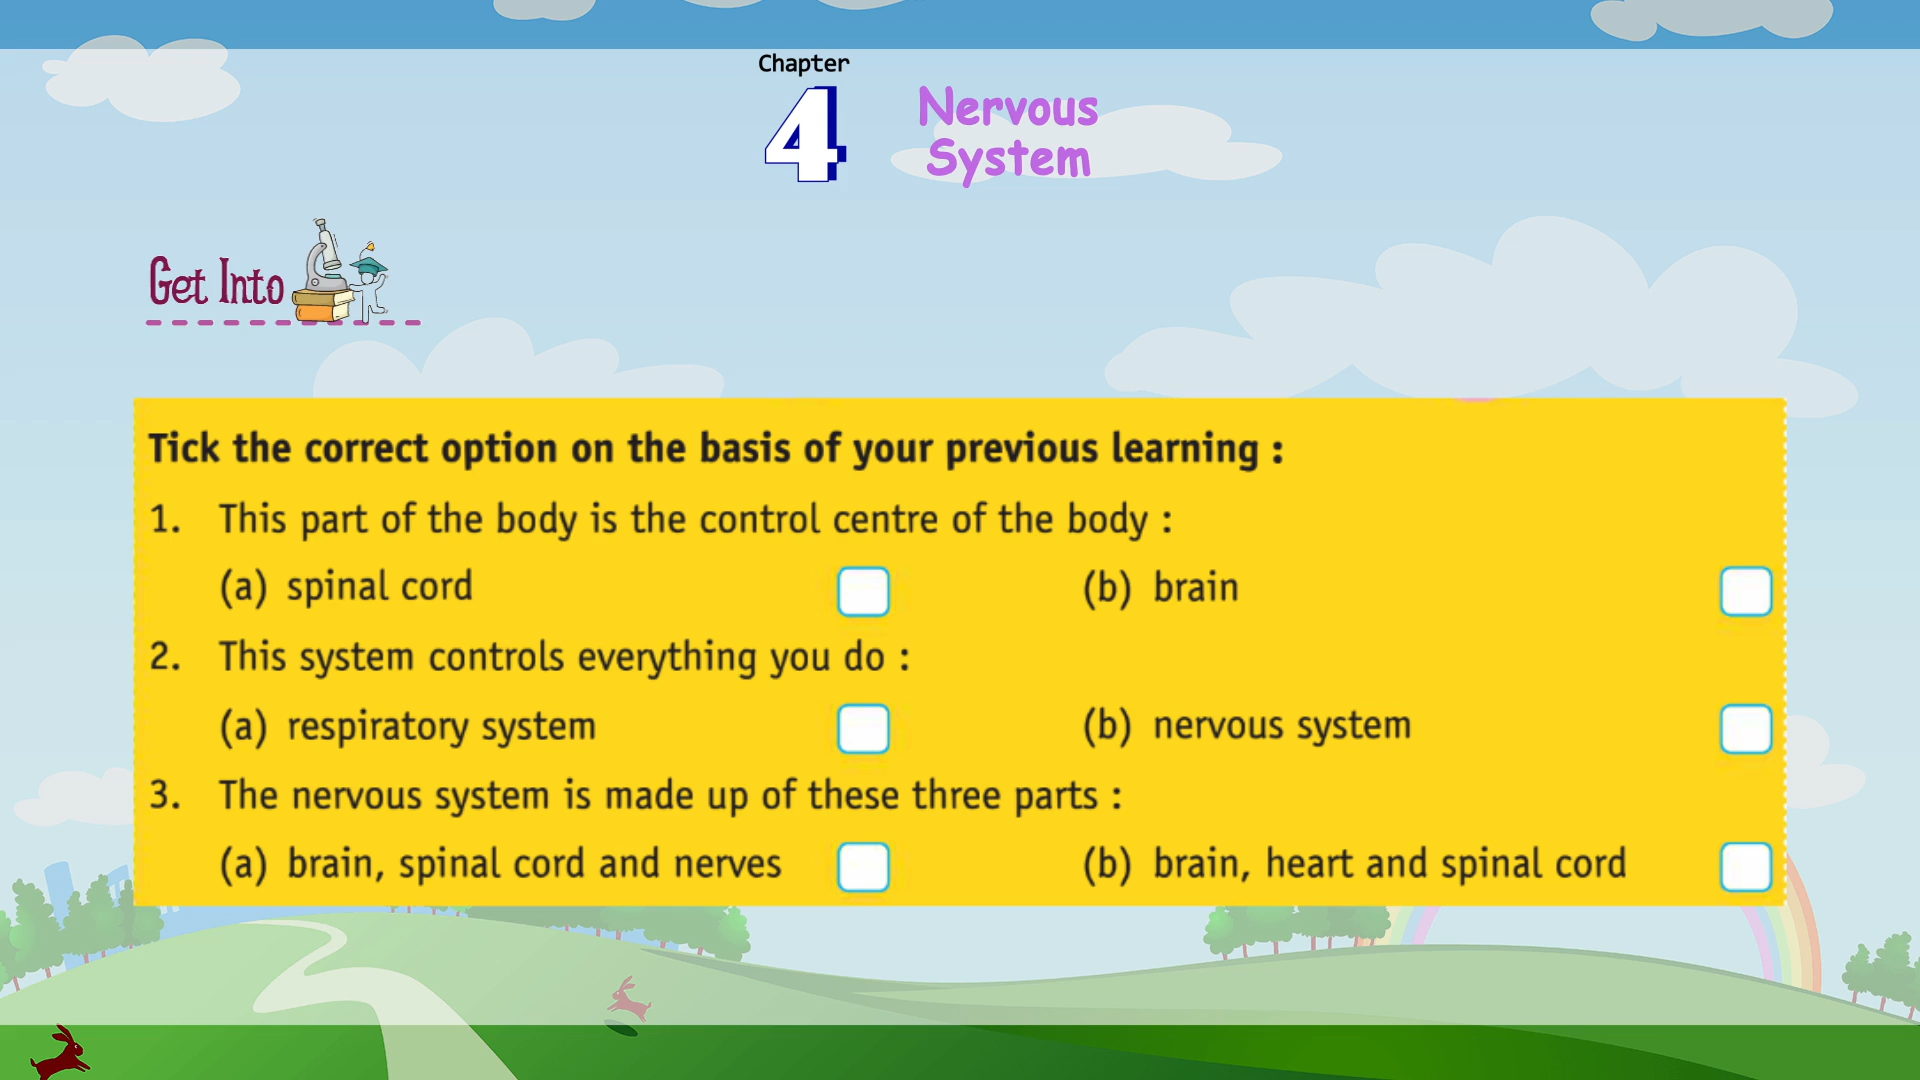 Chapter
4
Nervous
System
Get Into
Tick the correct option on the basis of your previous learning :
1. This part of the body is the control centre of the body :
(a) spinal cord (b) brain
2. This system controls everything you do :
(a) respiratory system (b) nervous system
3. The nervous system is made up of these three parts :
(a) brain, spinal cord and nerves (b) brain, heart and spinal cord